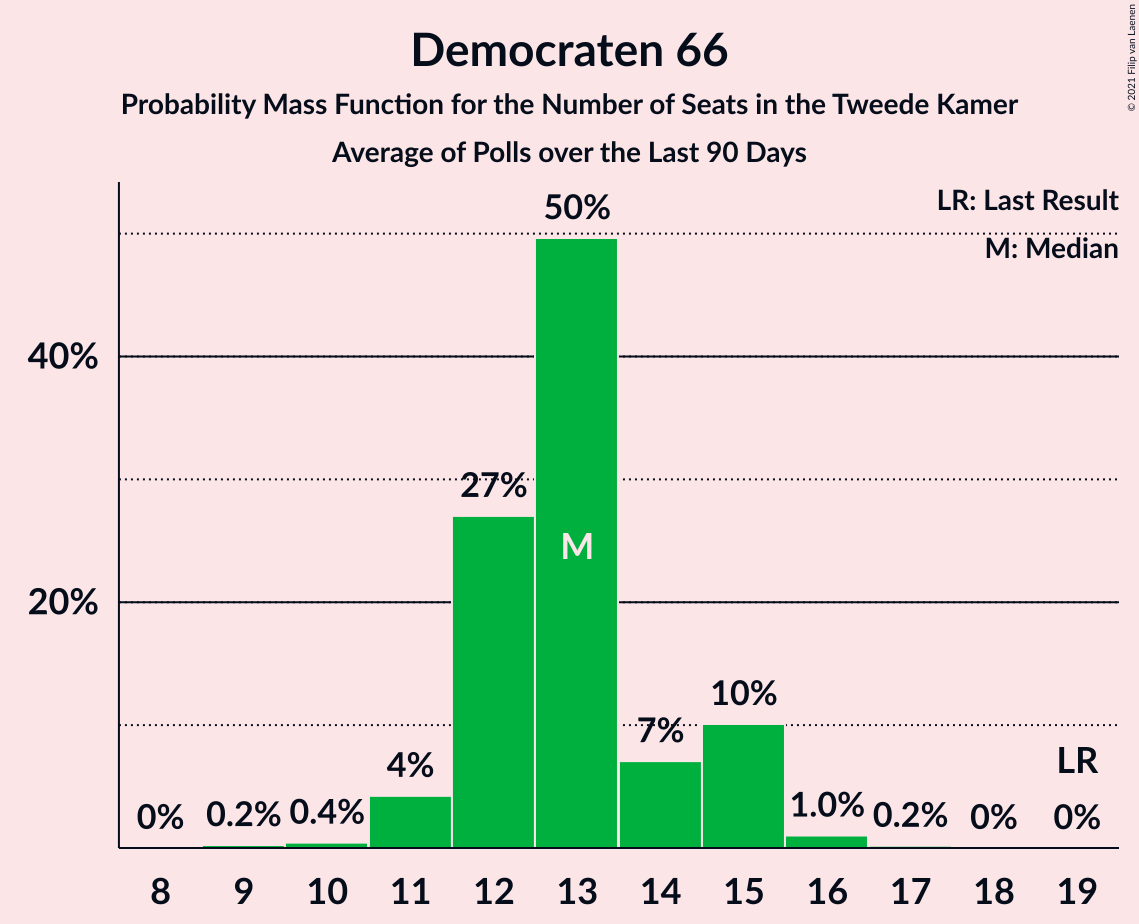 Democraten 66
Probability Mass Function for the Number of Seats in the Tweede Kamer
Average of Polls over the Last 90 Days
© 2021 Filip van Laenen
LR: Last Result
M: Median
50%
40%
27%
M
20%
10%
7%
4%
LR
0% 0.2% 0.4% 1.0% 0.2% 0% 0%
8 9 10 11 12 13 14 15 16 17 18 19